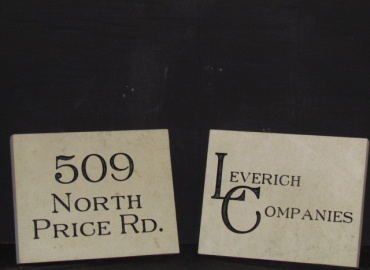 509
NORTH
PRICE RD.
LEVERICH
COMPANIES